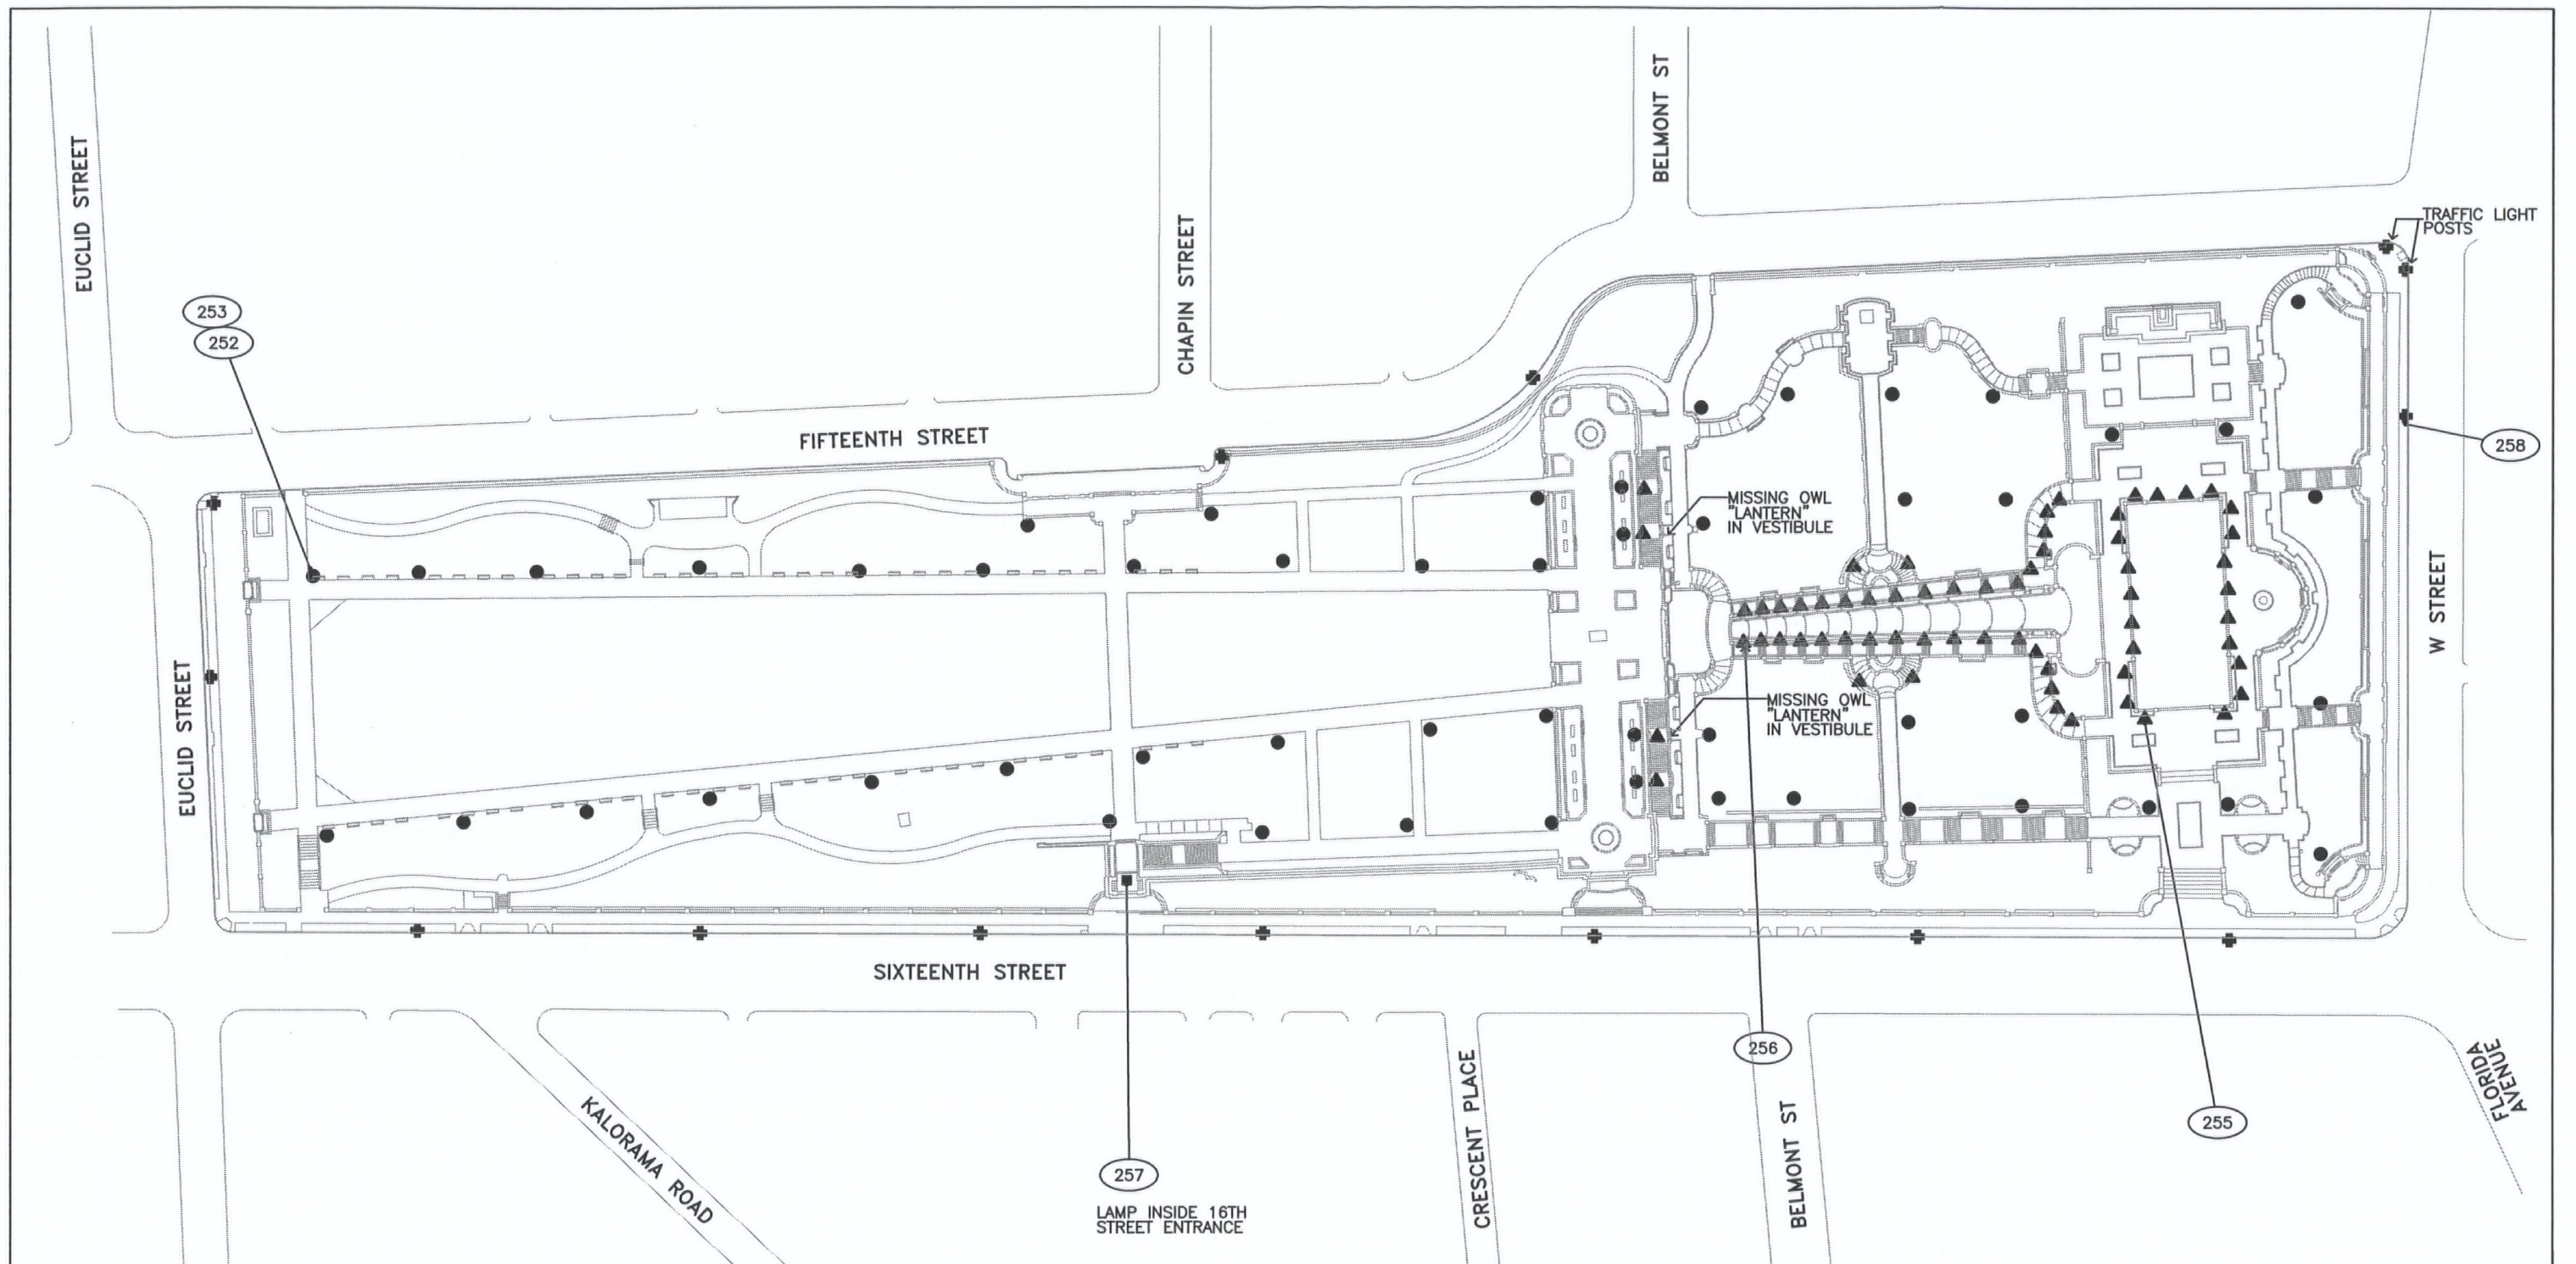 EUCLID STREET
CHAPIN STREET
BELMONT ST
TRAFFIC LIGHT
POSTS
253
252
FIFTEENTH STREET
258
MISSING OWL
"LANTERN"
IN VESTIBULE
W STREET
EUCLID STREET
MISSING OWL
"LANTERN"
IN VESTIBULE
SIXTEENTH STREET
256
255
257
LAMP INSIDE 16TH
STREET ENTRANCE
KALORAMA ROAD
CRESCENT PLACE
BELMONT ST
FLORIDA
AVENUE